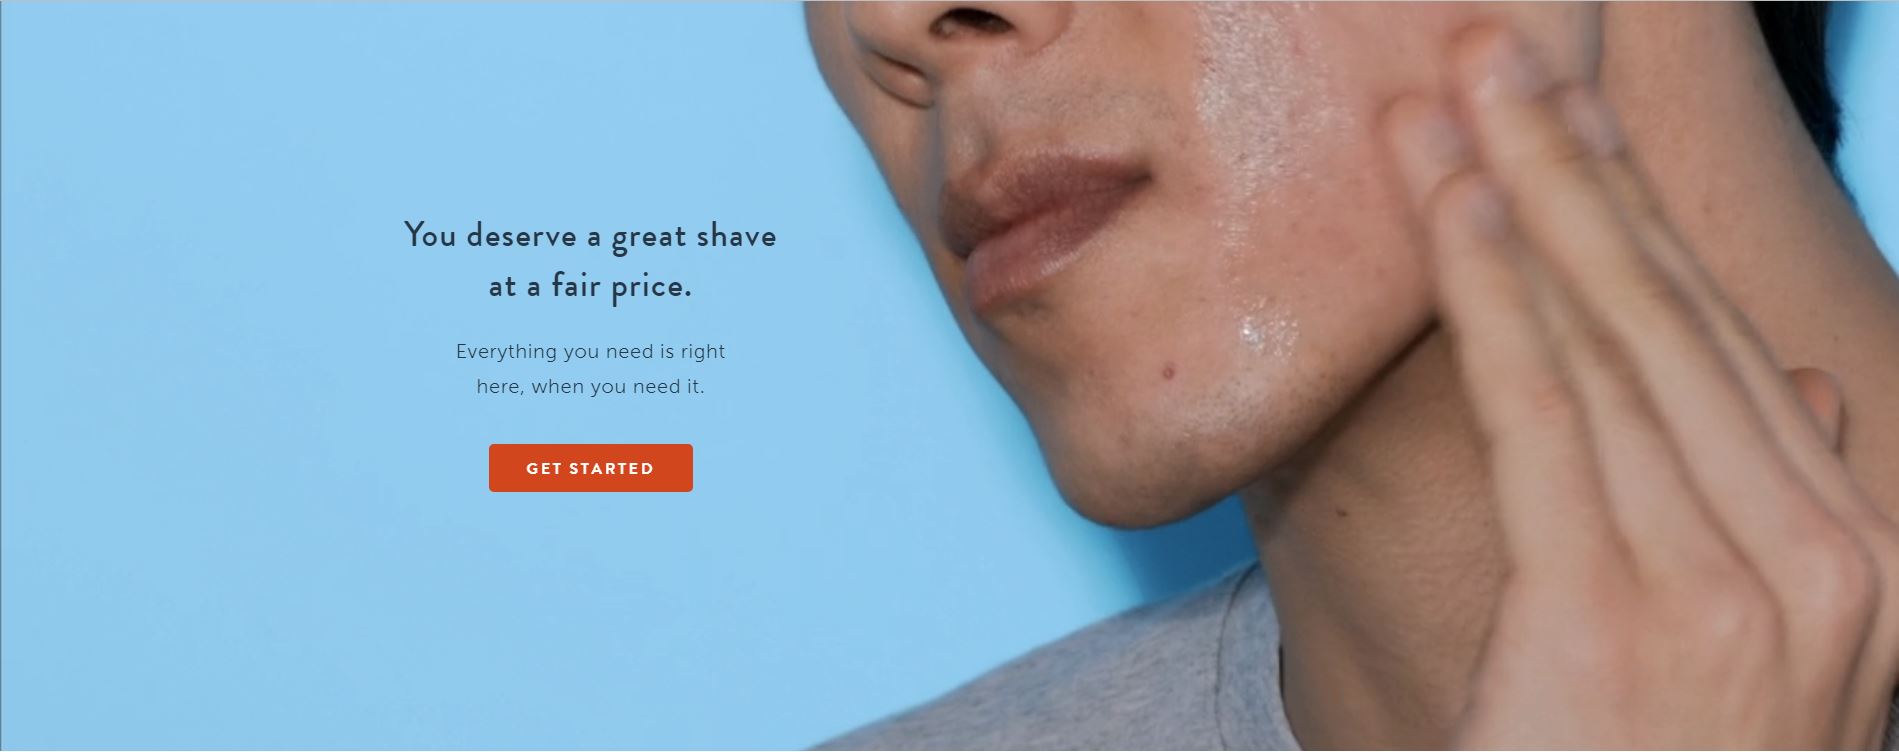 You deserve a great shave
at a fair price.
Everything you need is right
here, when you need it.
GET STARTED